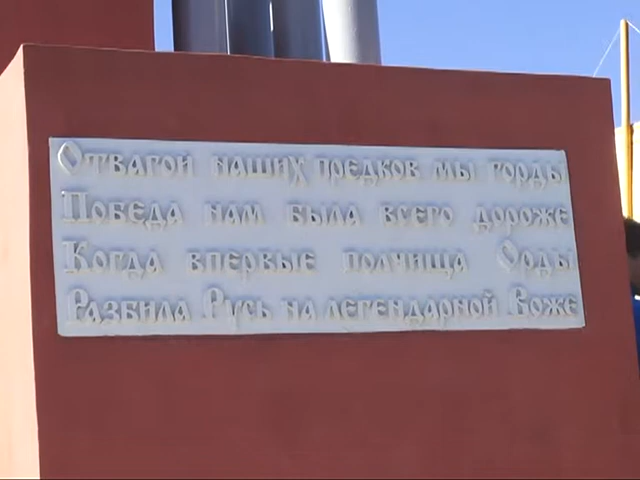 Отвагой наших предков мы горды
Победа нам была всего дороже
Когда впервые полчища Орды
Разбила Русь на легендарной Воже